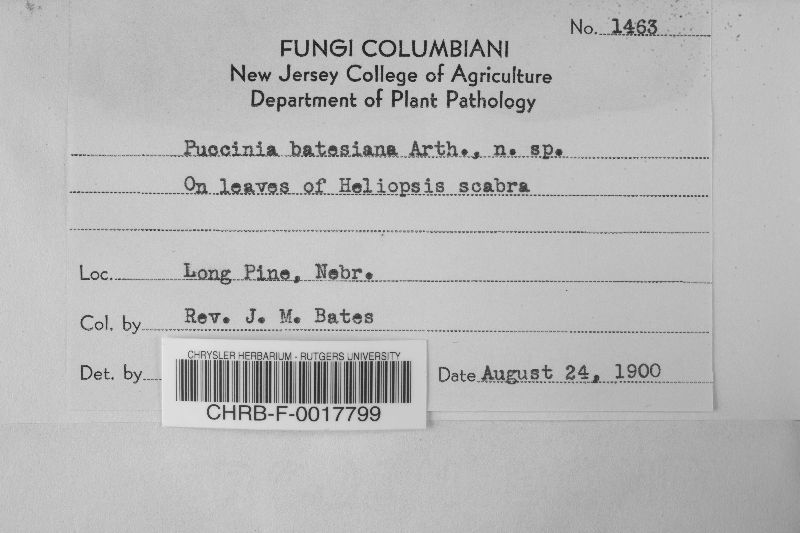 No. 1463
FUNGI COLUMBIANI
New Jersey College of Agriculture
Department of Plant Pathology
Puccinia batesiana Arth., n. sp.
On leaves of Heliopsis scabra
Loc. Long Pine, Nebr.
Col. by Rev. J. M. Bates
Det. by
Date August 24, 1900
CHRYSLER HERBARIUM - RUTGERS UNIVERSITY
CHRB-F-0017799